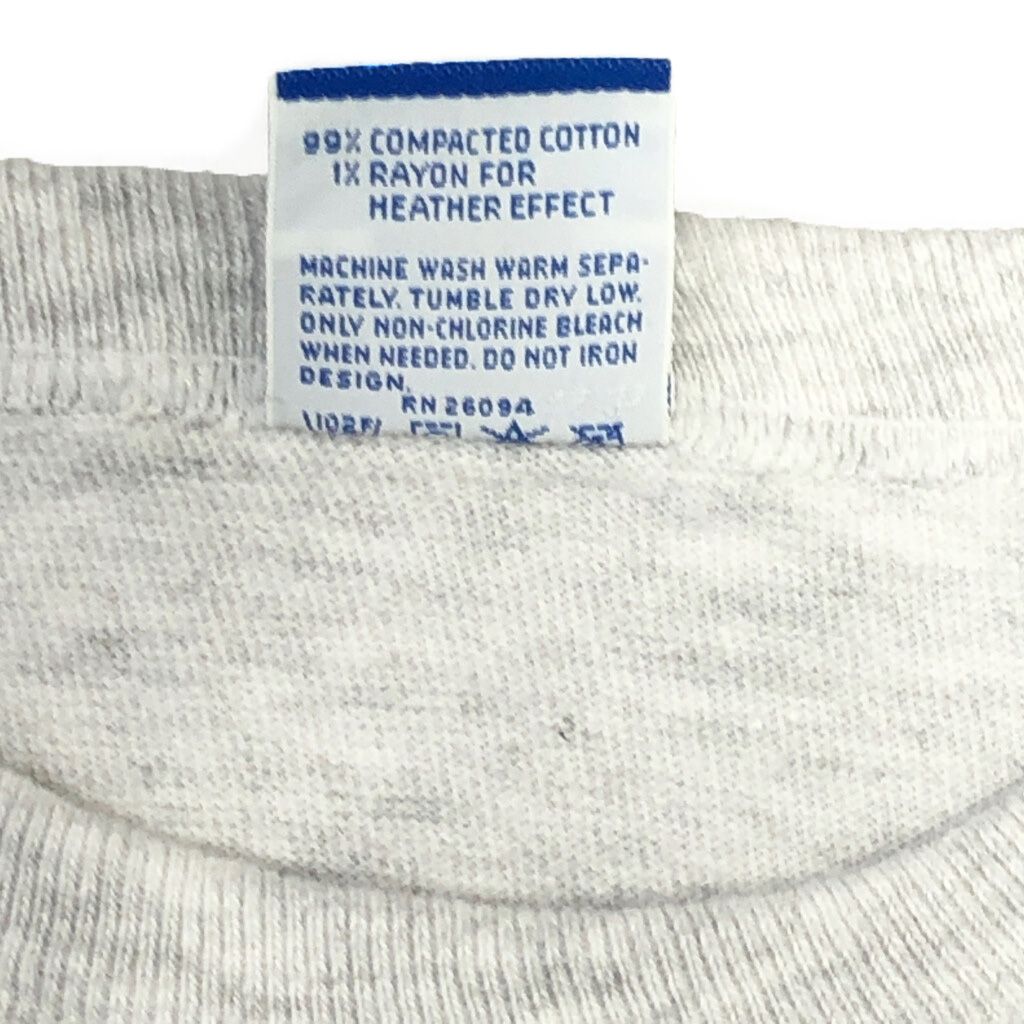 99% COMPACTED COTTON
1% RAYON FOR
HEATHER EFFECT
MACHINE WASH WARM SEPA-
RATELY. TUMBLE DRY LOW.
ONLY NON-CHLORINE BLEACH
WHEN NEEDED. DO NOT IRON
DESIGN.
RN 26094